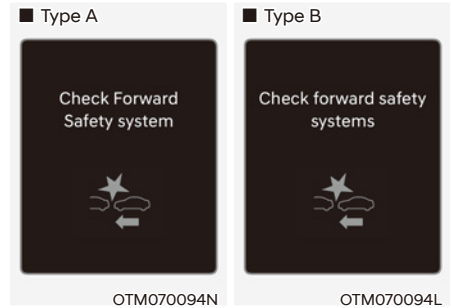 ■ Type A
Check Forward
Safety system
OTM070094N
■ Type B
Check forward safety
systems
OTM070094L